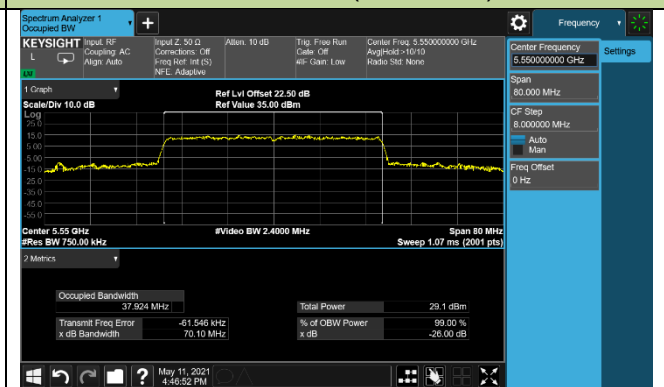 Spectrum Analyzer 1
Occupied BW
+
Frequency
KEYSIGHT
L
LXI
Input: RF
Coupling: AC
Align: Auto
Input Z: 50 Ω
Corrections: Off
Freq Ref: Int (S)
NFE: Adaptive
Atten: 10 dB
Trig: Free Run
Gate: Off
#IF Gain: Low
Center Freq: 5.550000000 GHz
Avg|Hold:>10/10
Radio Std: None
Center Frequency
5.550000000 GHz
Settings
Span
80.000 MHz
CF Step
8.000000 MHz
Auto
Man
Freq Offset
0 Hz
1 Graph
Scale/Div 10.0 dB
Ref Lvl Offset 22.50 dB
Ref Value 35.00 dBm
Log
25.0
15.0
5.00
-5.00
-15.0
-25.0
-35.0
-45.0
-55.0
Center 5.55 GHz
#Video BW 2.4000 MHz
Span 80 MHz
#Res BW 750.00 kHz
Sweep 1.07 ms (2001 pts)
2 Metrics
Occupied Bandwidth
37.924 MHz
Total Power
29.1 dBm
Transmit Freq Error
-61.546 kHz
% of OBW Power
99.00 %
x dB Bandwidth
70.10 MHz
x dB
-26.00 dB
?
May 11, 2021
4:46:52 PM